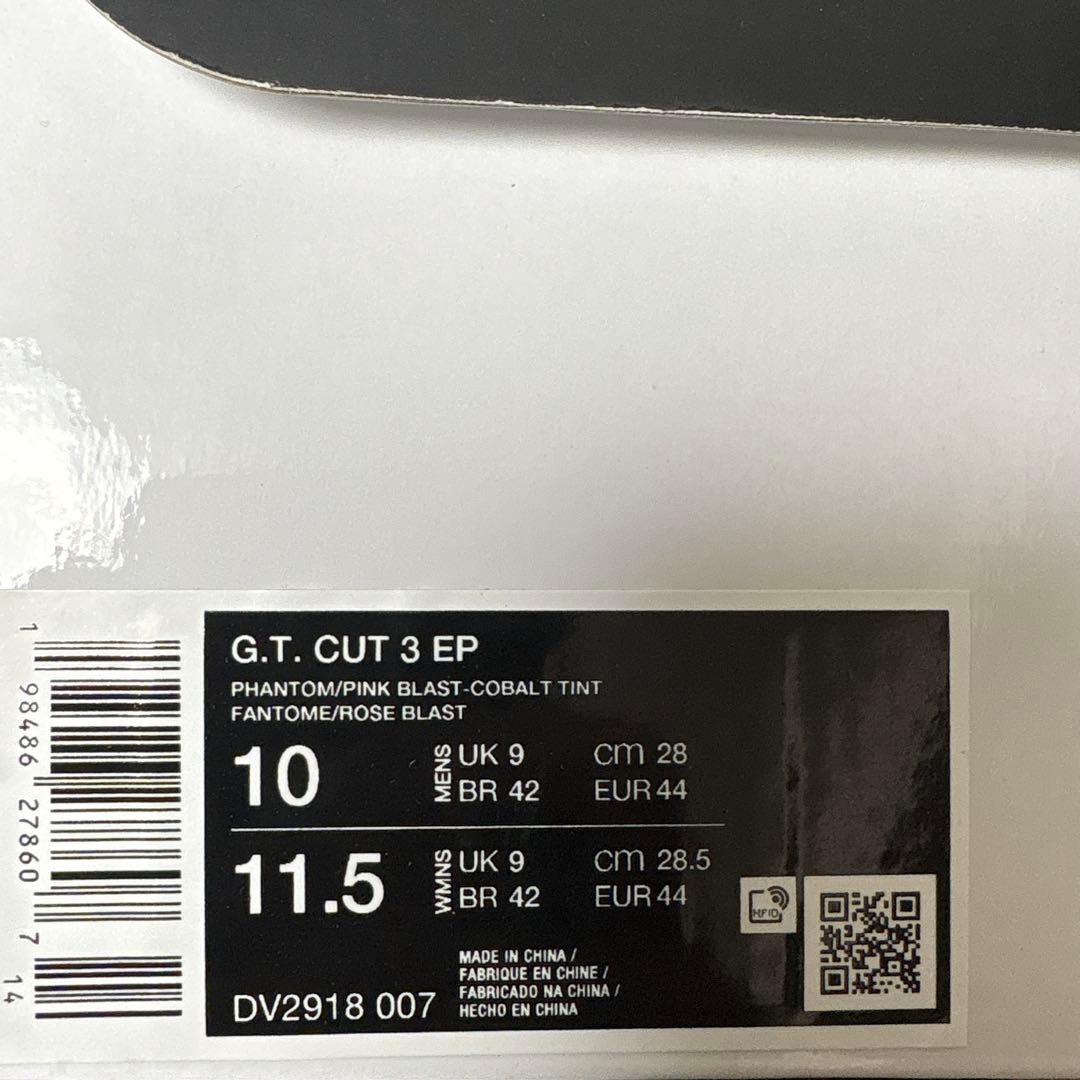 G.T. CUT 3 EP
PHANTOM/PINK BLAST-COBALT TINT
FANTOME/ROSE BLAST
10 MENS UK 9 cm 28
BR 42 EUR 44
11.5 WMNS UK 9 cm 28.5
BR 42 EUR 44
RFID
MADE IN CHINA /
FABRIQUE EN CHINE /
FABRICADO NA CHINA /
HECHO EN CHINA
DV2918 007
1 98486 27860 7 14